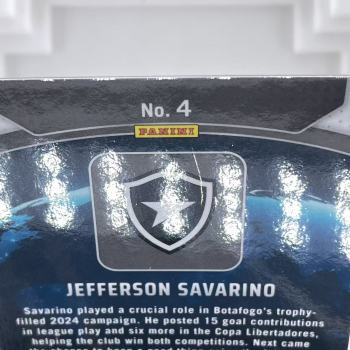 No. 4
PANINI
JEFFERSON SAVARINO
Savarino played a crucial role in Botafogo's trophy-
filled 2024 campaign. He posted 15 goal contributions
in league play and six more in the Copa Libertadores,
helping the club win both competitions. Next came